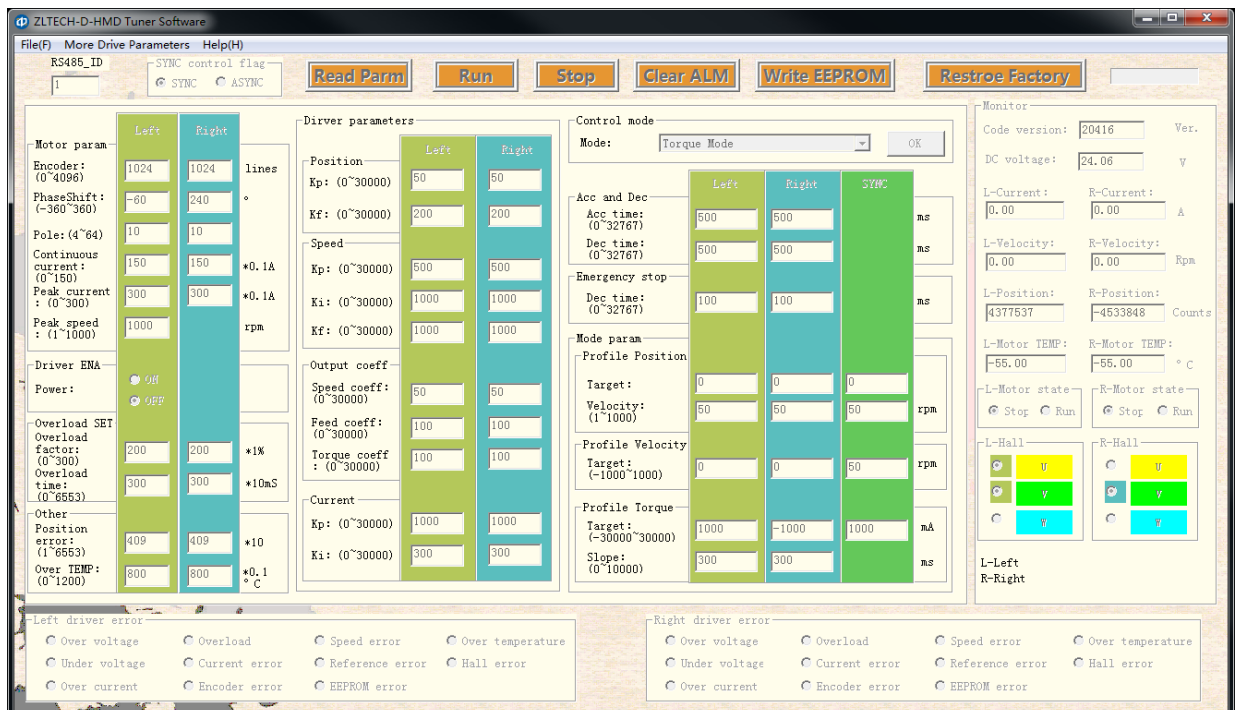 ZLTECH-D-HMD Tuner Software
File(F) More Drive Parameters Help(H)
RS485_ID
1
SYNC control flag
SYNC ASYNC
Read Parm Run Stop Clear ALM Write EEPROM Restroe Factory
Left Right
Motor param
Encoder: 1024 1024 lines
(0~4096)
PhaseShift: -60 240 °
(-360~360)
Pole:(4~64) 10 10
Continuous
current: 150 150 *0.1A
(0~150)
Peak current 300 300 *0.1A
: (0~300)
Peak speed 1000 rpm
: (1~1000)
Driver ENA
Power: ON
OFF
Overload SET
Overload
factor: 200 200 *1%
(0~300)
Overload
time: 300 300 *10mS
(0~6553)
Other
Position
error: 409 409 *10
(1~6553)
Over TEMP: 800 800 *0.1
(0~1200) ° C
Dirver parameters
Left Right
Position
Kp: (0~30000) 50 50
Kf: (0~30000) 200 200
Speed
Kp: (0~30000) 500 500
Ki: (0~30000) 1000 1000
Kf: (0~30000) 1000 1000
Output coeff
Speed coeff: 50 50
(0~30000)
Feed coeff: 100 100
(0~30000)
Torque coeff 100 100
: (0~30000)
Current
Kp: (0~30000) 1000 1000
Ki: (0~30000) 300 300
Control mode
Mode: Torque Mode OK
Left Right SYNC
Acc and Dec
Acc time: 500 500 ms
(0~32767)
Dec time: 500 500 ms
(0~32767)
Emergency stop
Dec time: 100 100 ms
(0~32767)
Mode param
Profile Position
Target: 0 0 0
Velocity: 50 50 50 rpm
(1~1000)
Profile Velocity
Target: 0 0 50 rpm
(-1000~1000)
Profile Torque
Target: 1000 -1000 1000 mA
(-30000~30000)
Slope: 300 300 ms
(0~10000)
Monitor
Code version: 20416 Ver.
DC voltage: 24.06 V
L-Current: R-Current:
0.00 0.00 A
L-Velocity: R-Velocity:
0.00 0.00 Rpm
L-Position: R-Position:
4377537 -4533848 Counts
L-Motor TEMP: R-Motor TEMP:
-55.00 -55.00 ° C
L-Motor state R-Motor state
Stop Run Stop Run
L-Hall R-Hall
U U
V V
W W
L-Left
R-Right
Left driver error
Over voltage Overload Speed error Over temperature
Under voltage Current error Reference error Hall error
Over current Encoder error EEPROM error
Right driver error
Over voltage Overload Speed error Over temperature
Under voltage Current error Reference error Hall error
Over current Encoder error EEPROM error